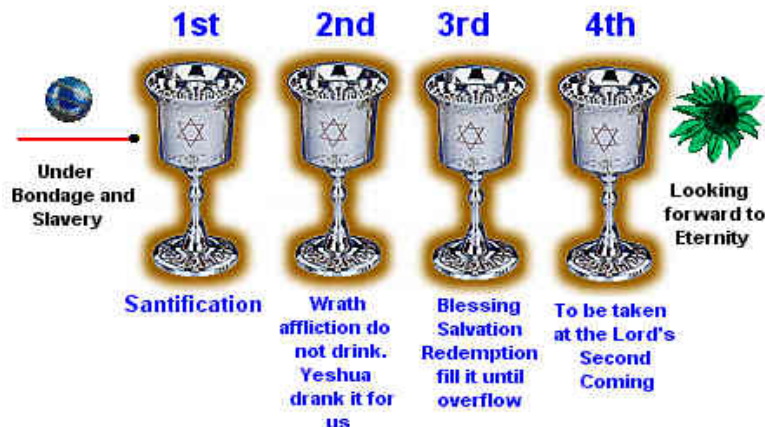 1st
2nd
3rd
4th
Under
Bondage and
Slavery
Looking
forward to
Eternity
Santification
Wrath
affliction do
not drink.
Yeshua
drank it for
us
Blessing
Salvation
Redemption
fill it until
overflow
To be taken
at the Lord's
Second
Coming